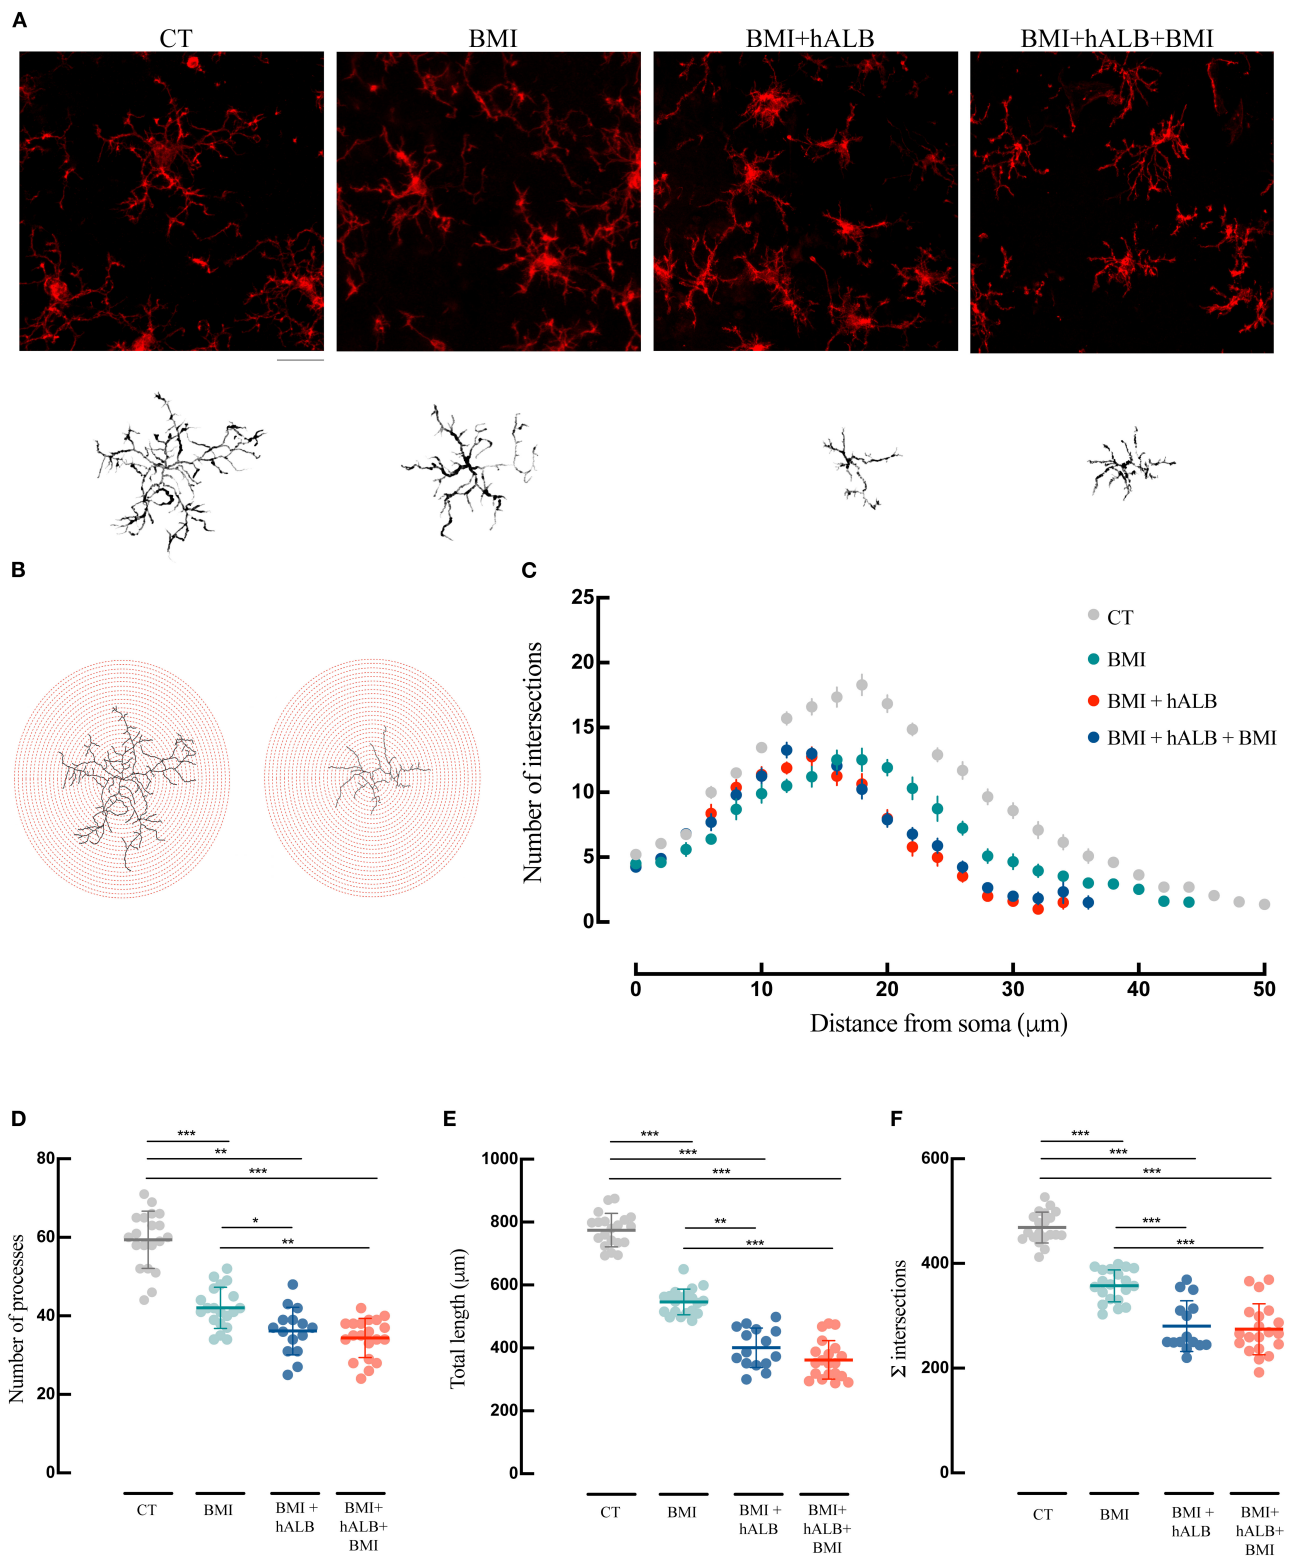 A
CT
BMI
BMI+hALB
BMI+hALB+BMI
B
C
Number of intersections
25
20
15
10
5
0
CT
BMI
BMI + hALB
BMI + hALB + BMI
0
10
20
30
40
50
Distance from soma (μm)
D
Number of processes
80
60
40
20
0
***
**
***
*
**
CT
BMI
BMI +
hALB
BMI+
hALB+
BMI
E
Total length (μm)
1000
800
600
400
200
0
***
***
***
**
***
CT
BMI
BMI +
hALB
BMI+
hALB+
BMI
F
Σ intersections
600
400
200
0
***
***
***
***
***
CT
BMI
BMI +
hALB
BMI+
hALB+
BMI